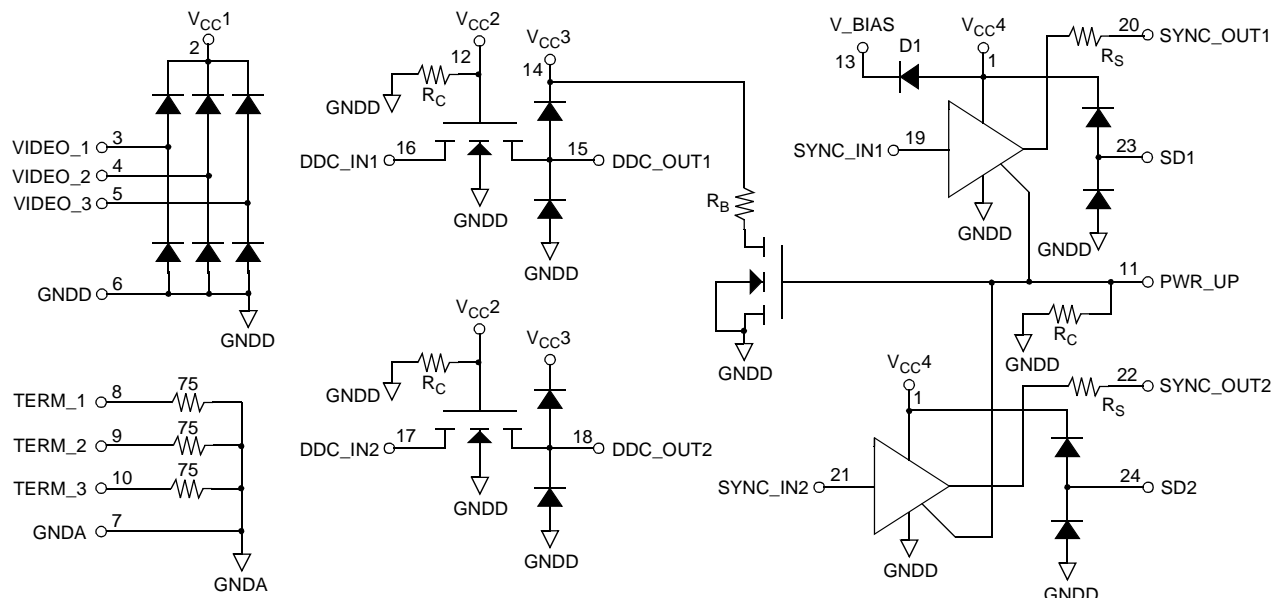 VCC1
2
VIDEO_1 3
VIDEO_2 4
VIDEO_3 5
GNDD 6
GNDD
TERM_1 8 75
TERM_2 9 75
TERM_3 10 75
GNDA 7
GNDA
VCC2
12
VCC3
14
RC
GNDD
DDC_IN1 16
15 DDC_OUT1
GNDD
GNDD
VCC2
VCC3
RC
GNDD
DDC_IN2 17
18 DDC_OUT2
GNDD
GNDD
RB
GNDD
V_BIAS
13
D1
VCC4
1
20 SYNC_OUT1
RS
SYNC_IN1 19
23 SD1
GNDD
GNDD
11 PWR_UP
RC
GNDD
VCC4
1
22 SYNC_OUT2
RS
SYNC_IN2 21
24 SD2
GNDD
GNDD